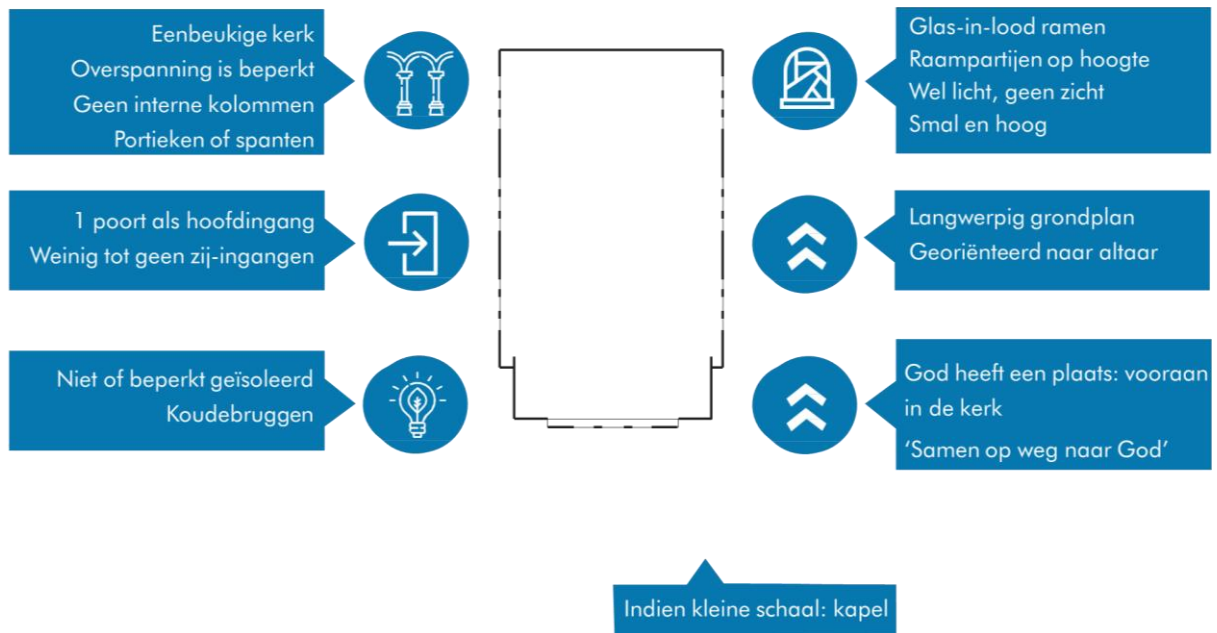 Eenbeukige kerk
Overspanning is beperkt
Geen interne kolommen
Portieken of spanten
1 poort als hoofdingang
Weinig tot geen zij-ingangen
Niet of beperkt geïsoleerd
Koudebruggen
Glas-in-lood ramen
Raampartijen op hoogte
Wel licht, geen zicht
Smal en hoog
Langwerpig grondplan
Georiënteerd naar altaar
God heeft een plaats: vooraan
in de kerk
‘Samen op weg naar God’
Indien kleine schaal: kapel